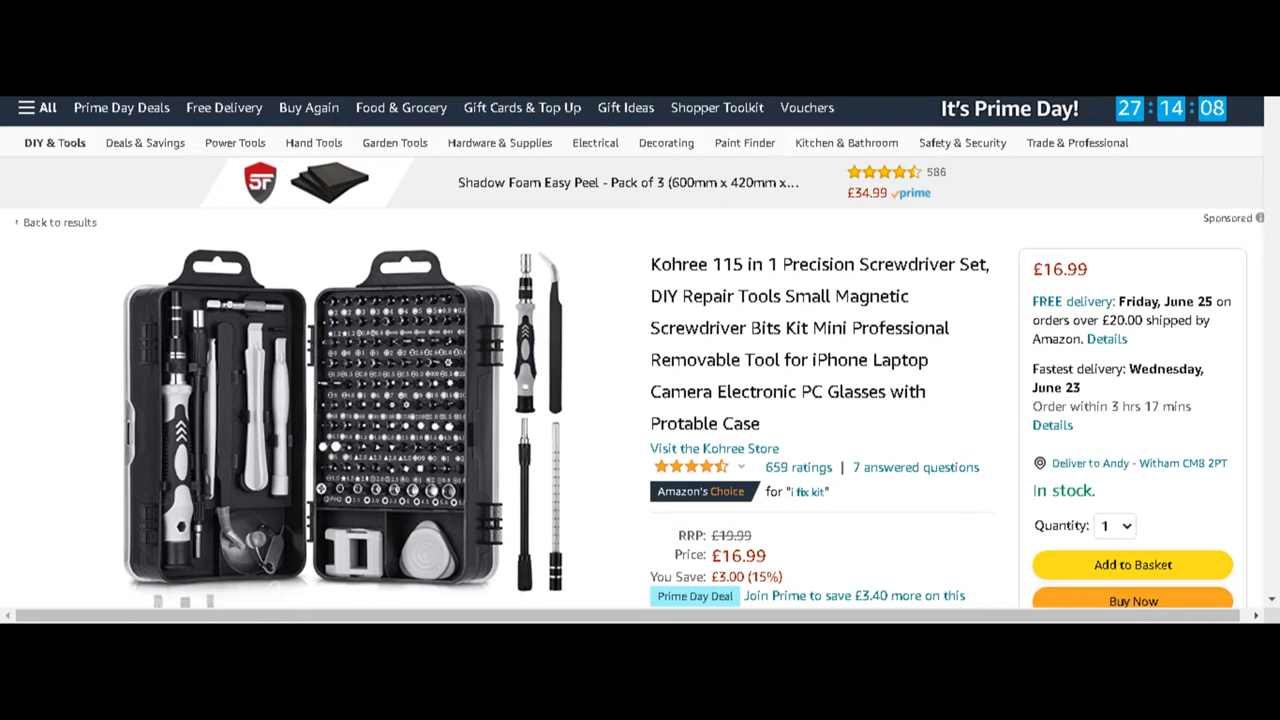 All Prime Day Deals Free Delivery Buy Again Food & Grocery Gift Cards & Top Up Gift Ideas Shopper Toolkit Vouchers It's Prime Day! 27 : 14 : 08
DIY & Tools Deals & Savings Power Tools Hand Tools Garden Tools Hardware & Supplies Electrical Decorating Paint Finder Kitchen & Bathroom Safety & Security Trade & Professional
SF
Shadow Foam Easy Peel - Pack of 3 (600mm x 420mm x...
586
£34.99 prime
Sponsored
‹ Back to results
Kohree 115 in 1 Precision Screwdriver Set,
DIY Repair Tools Small Magnetic
Screwdriver Bits Kit Mini Professional
Removable Tool for iPhone Laptop
Camera Electronic PC Glasses with
Protable Case
Visit the Kohree Store
659 ratings | 7 answered questions
Amazon's Choice for "i fix kit"
RRP: £19.99
Price: £16.99
You Save: £3.00 (15%)
Prime Day Deal Join Prime to save £3.40 more on this
£16.99
FREE delivery: Friday, June 25 on
orders over £20.00 shipped by
Amazon. Details
Fastest delivery: Wednesday,
June 23
Order within 3 hrs 17 mins
Details
Deliver to Andy - Witham CM8 2PT
In stock.
Quantity: 1
Add to Basket
Buy Now